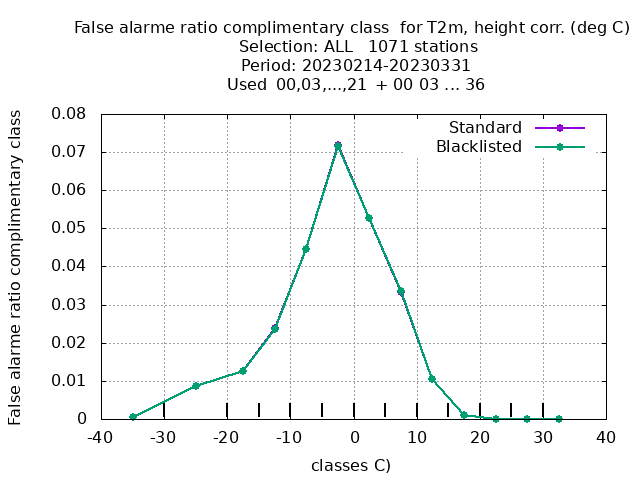 False alarme ratio complimentary class  for T2m, height corr. (deg C)
Selection: ALL   1071 stations
Period: 20230214-20230331
Used  00,03,...,21  + 00 03 ... 36
False alarme ratio complimentary class
0.08
0.07
0.06
0.05
0.04
0.03
0.02
0.01
0
Standard
Blacklisted
-40 -30 -20 -10 0 10 20 30 40
classes C)